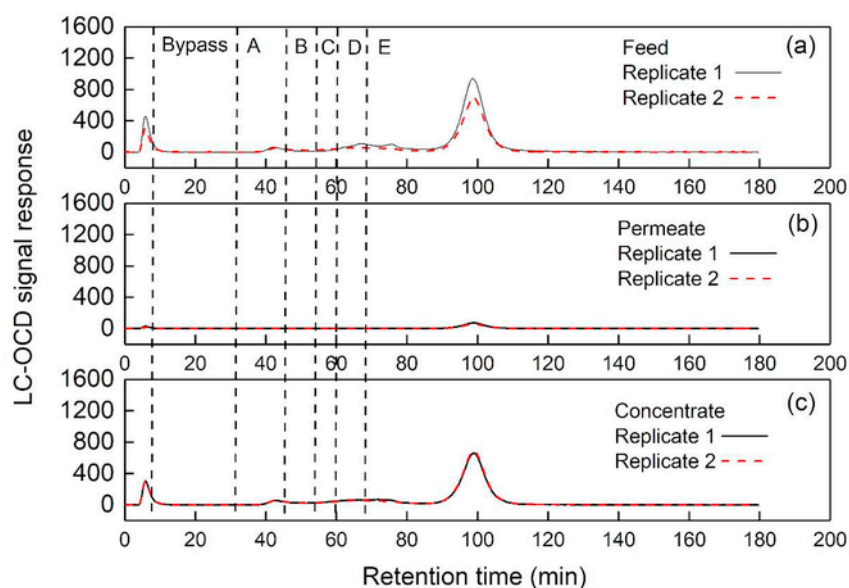 LC-OCD signal response
1600
1200
800
400
0
Bypass A B C D E
(a)
Feed
Replicate 1
Replicate 2
0 20 40 60 80 100 120 140 160 180 200
1600
1200
800
400
0
(b)
Permeate
Replicate 1
Replicate 2
0 20 40 60 80 100 120 140 160 180 200
1600
1200
800
400
0
(c)
Concentrate
Replicate 1
Replicate 2
0 20 40 60 80 100 120 140 160 180 200
Retention time (min)